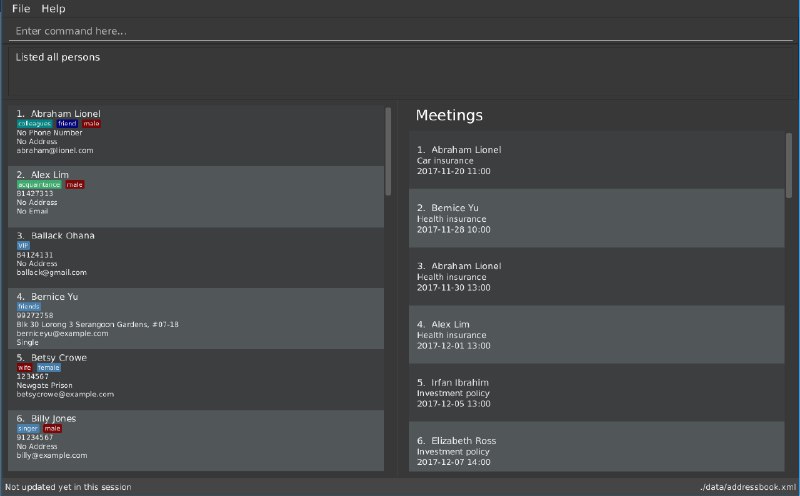 File Help
Enter command here...
Listed all persons
1. Abraham Lionel
colleagues friend male
No Phone Number
No Address
abraham@lionel.com
2. Alex Lim
acquaintance male
81427313
No Address
No Email
3. Ballack Ohana
VIP
84124131
No Address
ballack@gmail.com
4. Bernice Yu
friends
99272758
Blk 30 Lorong 3 Serangoon Gardens, #07-18
berniceyu@example.com
Single
5. Betsy Crowe
wife female
1234567
Newgate Prison
betsycrowe@example.com
6. Billy Jones
singer male
91234567
No Address
billy@example.com
Meetings
1. Abraham Lionel
Car insurance
2017-11-20 11:00
2. Bernice Yu
Health insurance
2017-11-28 10:00
3. Abraham Lionel
Health insurance
2017-11-30 13:00
4. Alex Lim
Health insurance
2017-12-01 13:00
5. Irfan Ibrahim
Investment policy
2017-12-05 13:00
6. Elizabeth Ross
Investment policy
2017-12-07 14:00
Not updated yet in this session
./data/addressbook.xml